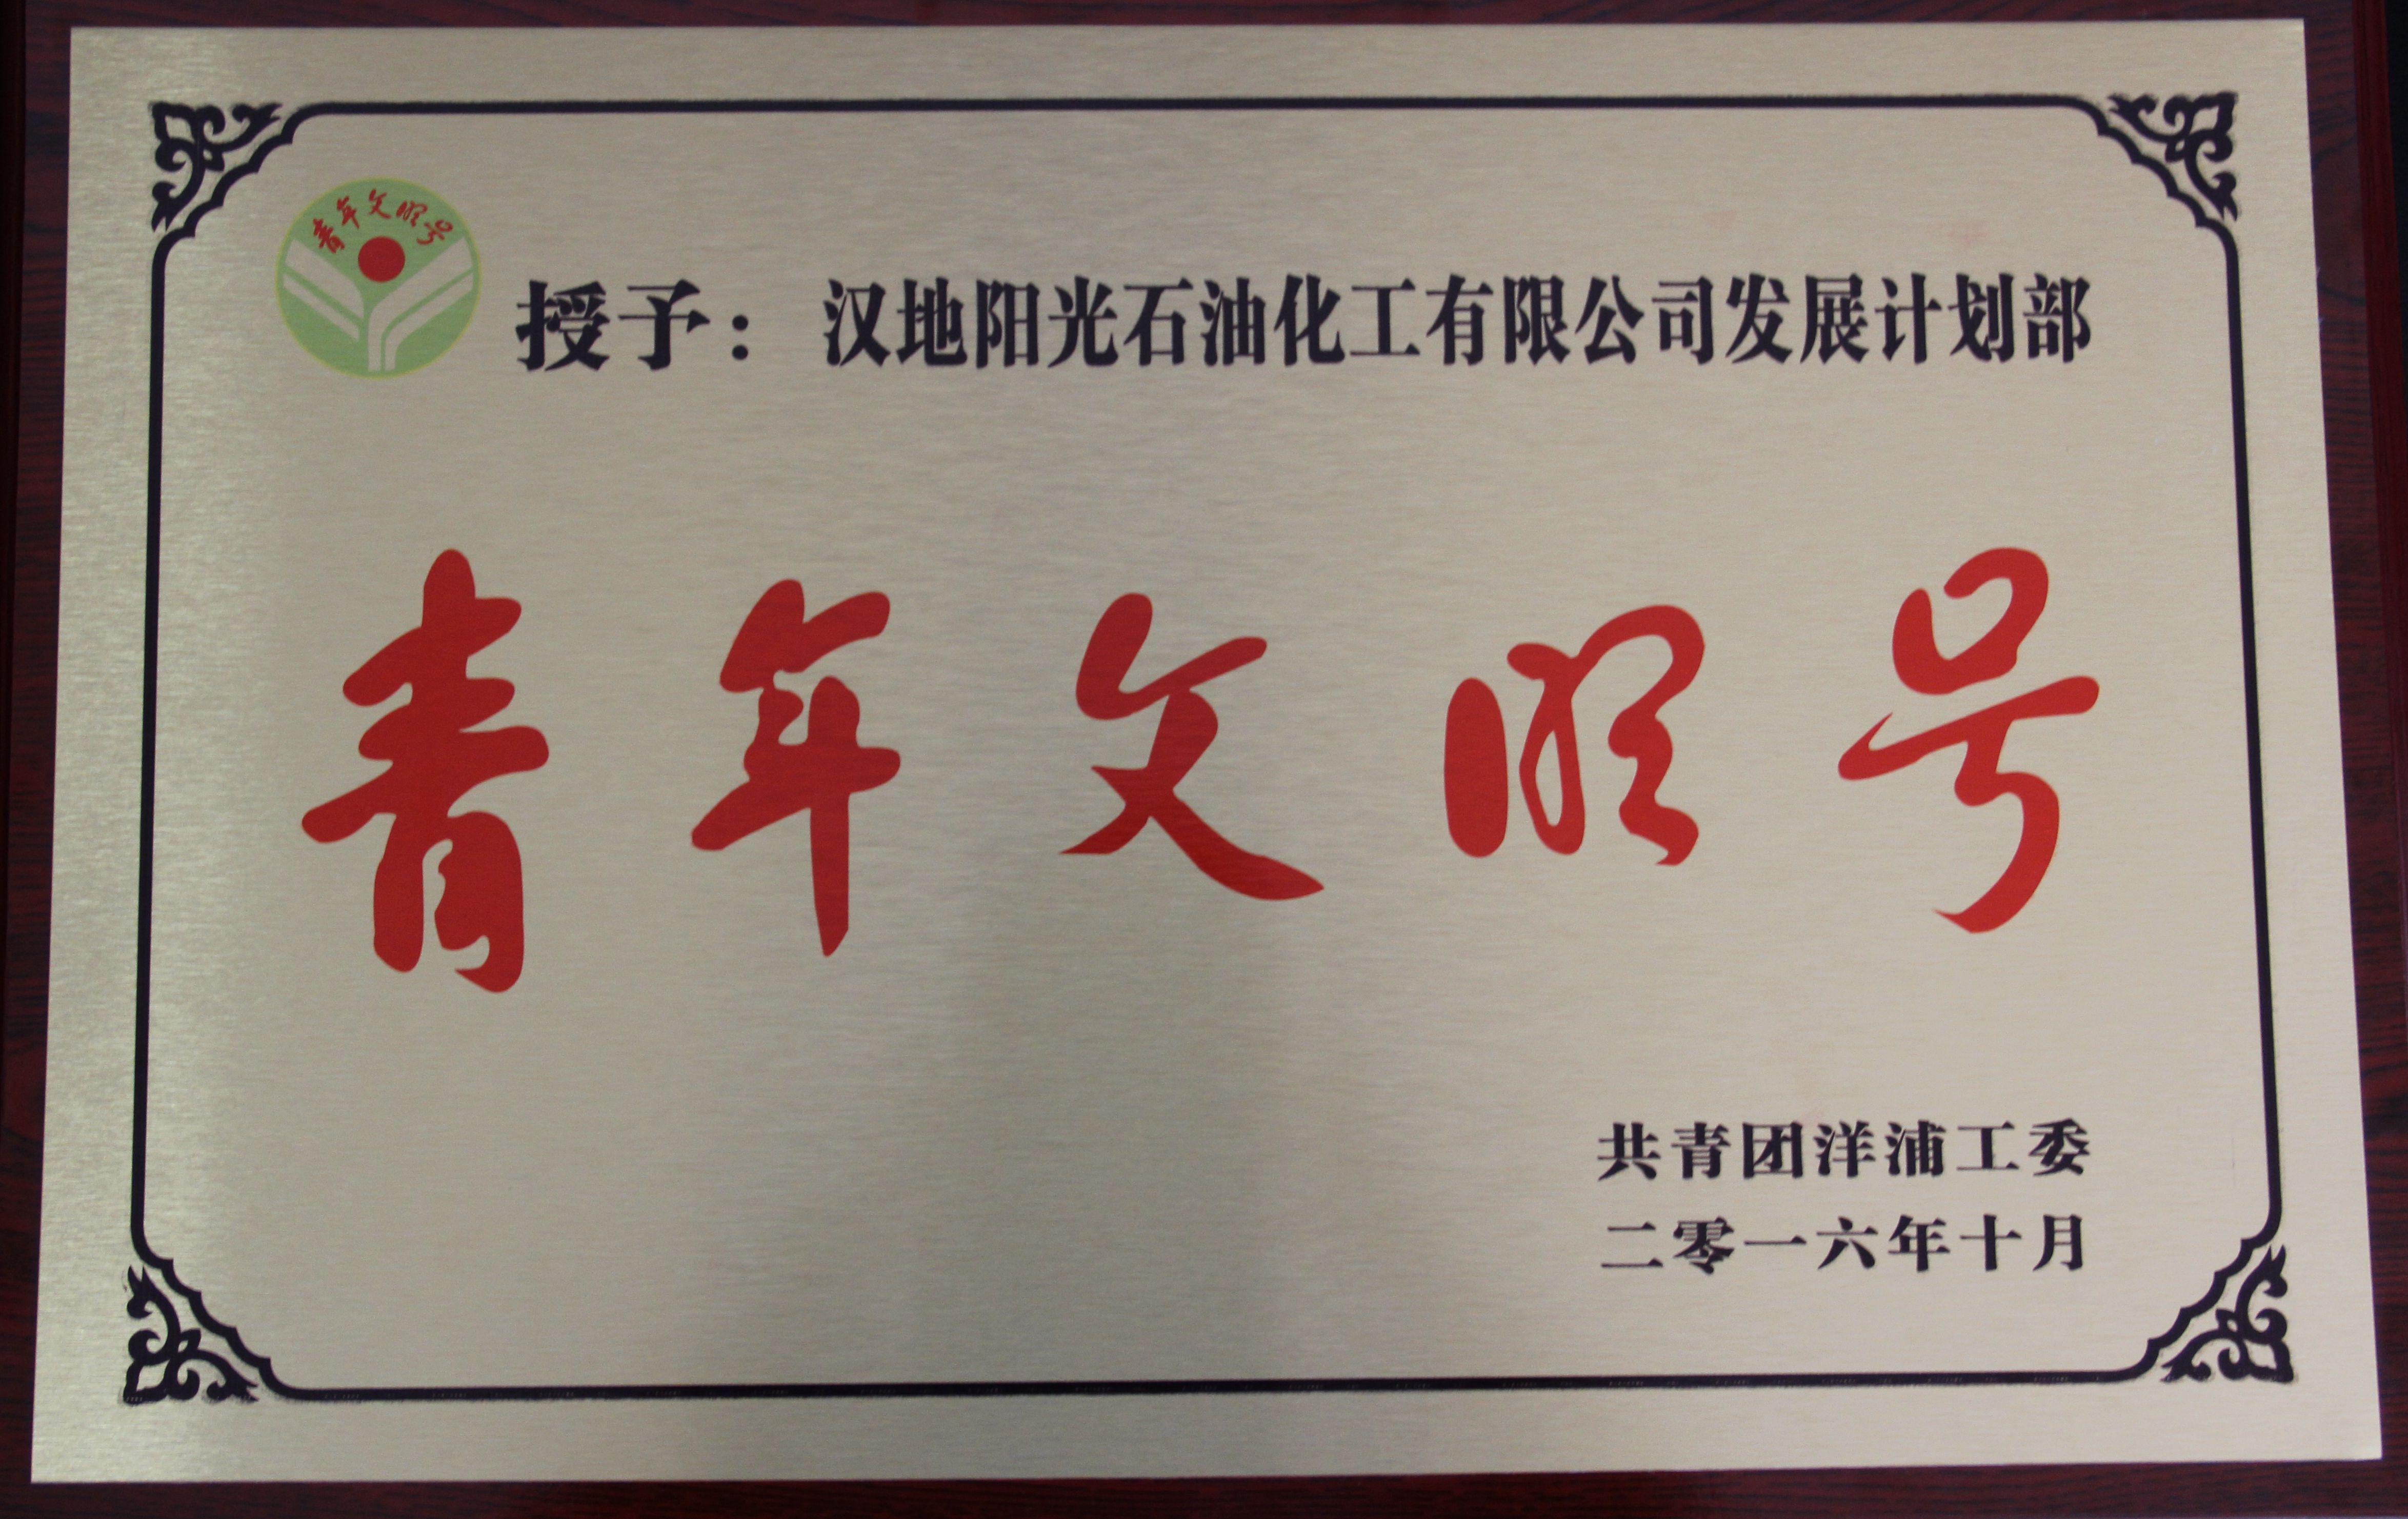 青年文明号
授予：汉地阳光石油化工有限公司发展计划部
青年文明号
共青团洋浦工委
二零一六年十月